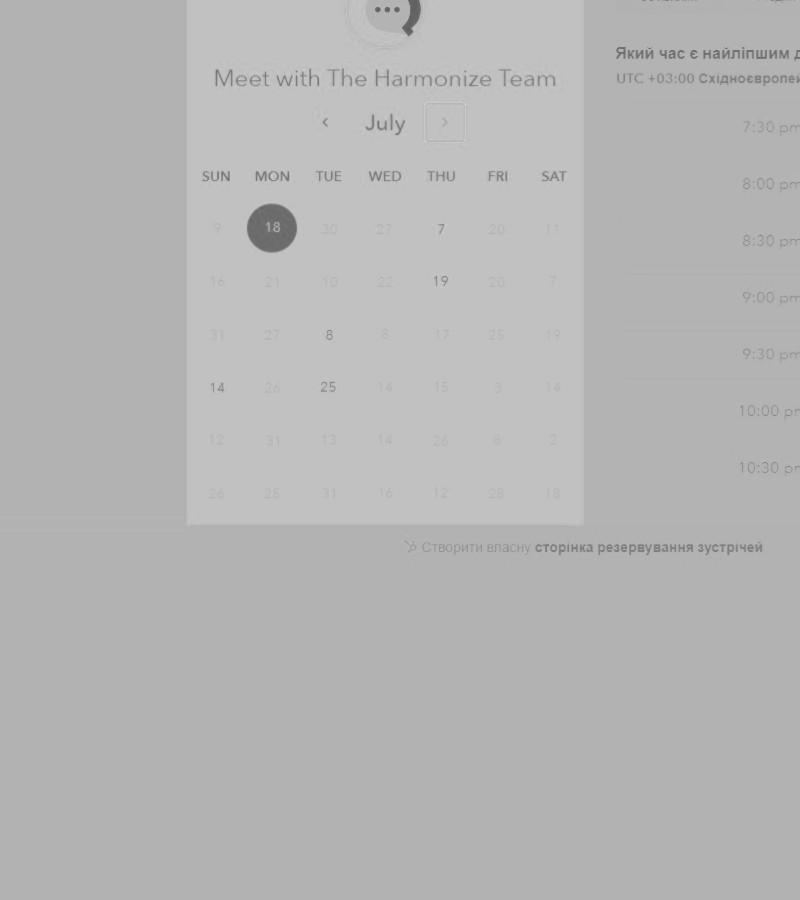 Meet with The Harmonize Team
July
SUN MON TUE WED THU FRI SAT
9 18 30 27 7 20 11
16 21 10 22 19 20 7
31 27 8 8 17 25 19
14 26 25 14 15 3 14
12 31 13 14 26 8 2
26 28 31 16 12 28 18
Який час є найліпшим
UTC +03:00
7:30 pm
8:00 pm
8:30 pm
9:00 pm
9:30 pm
10:00 pm
10:30 pm
Створити власну сторінка резервування зустрічей